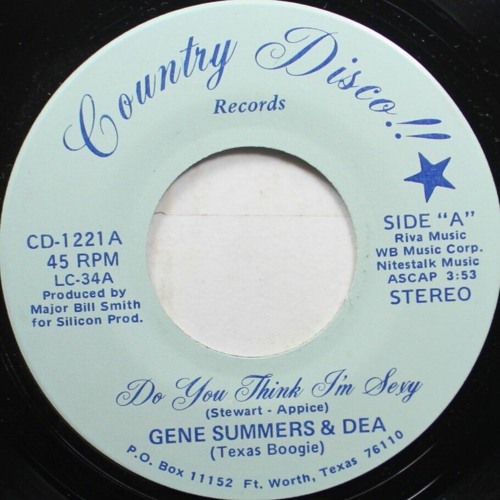 Country Disco!!
Records
CD-1221A
45 RPM
LC-34A
Produced by
Major Bill Smith
for Silicon Prod.
SIDE "A"
Riva Music
WB Music Corp.
Nitestalk Music
ASCAP 3:53
STEREO
Do You Think I'm Sexy
(Stewart - Appice)
GENE SUMMERS & DEA
(Texas Boogie)
P.O. Box 11152 Ft. Worth, Texas 76110